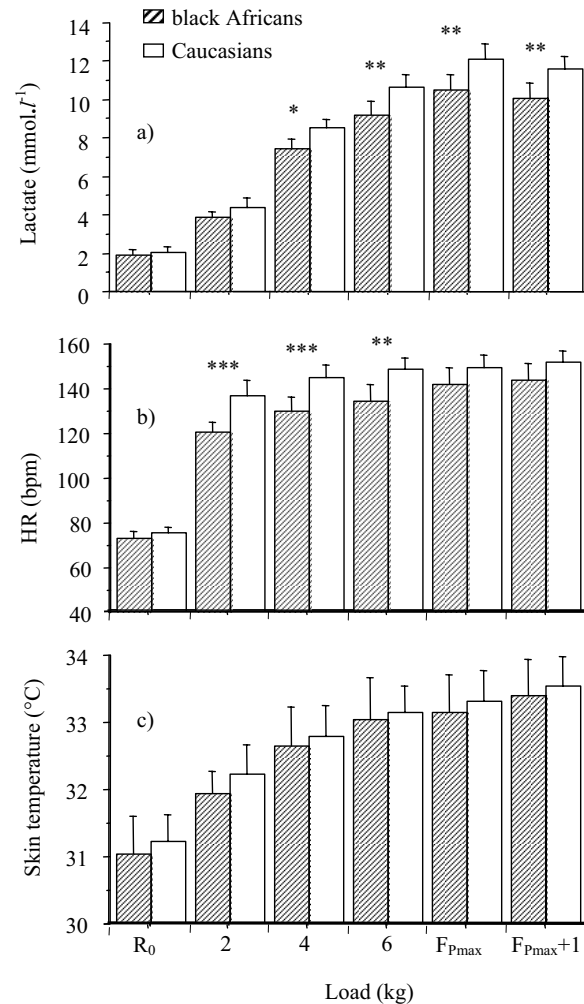 black Africans
Caucasians
Lactate (mmol.l⁻¹)
a)
* ** ** **
14
12
10
8
6
4
2
0
HR (bpm)
b)
*** *** **
160
140
120
100
80
60
40
Skin temperature (°C)
c)
34
33
32
31
30
R₀ 2 4 6 F_Pmax F_Pmax+1
Load (kg)